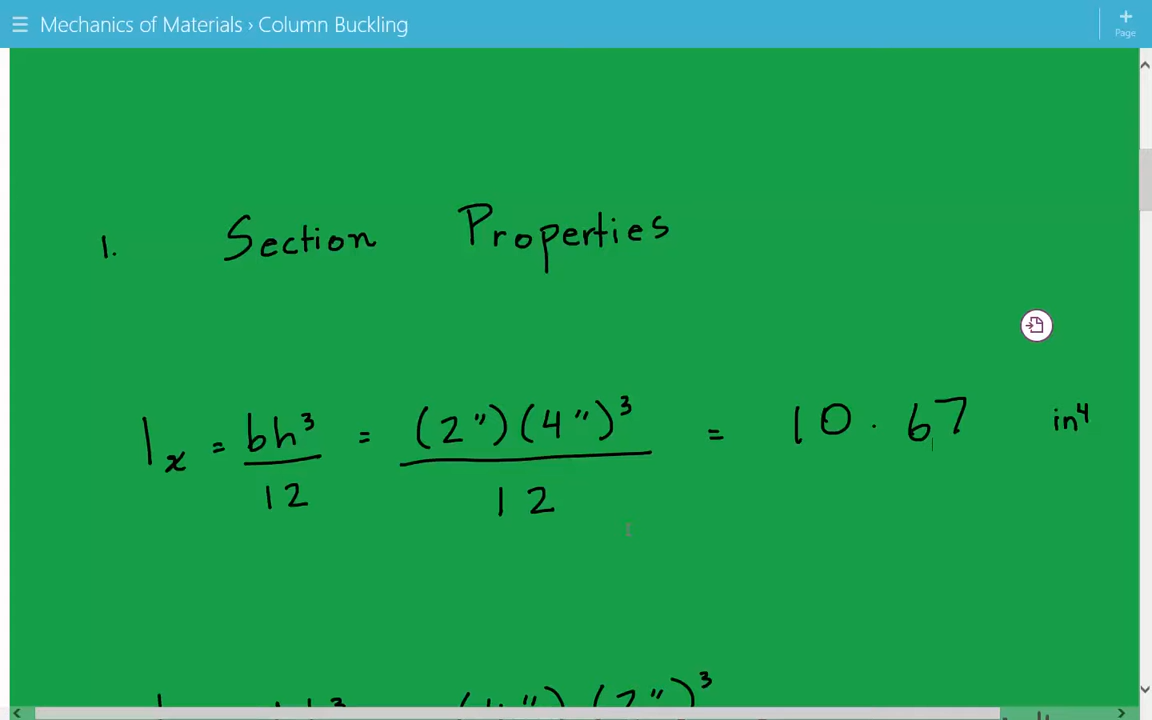 Mechanics of Materials › Column Buckling
Page
1. Section Properties
Ix = bh³/12 = (2")(4")³/12 = 10.67 in⁴